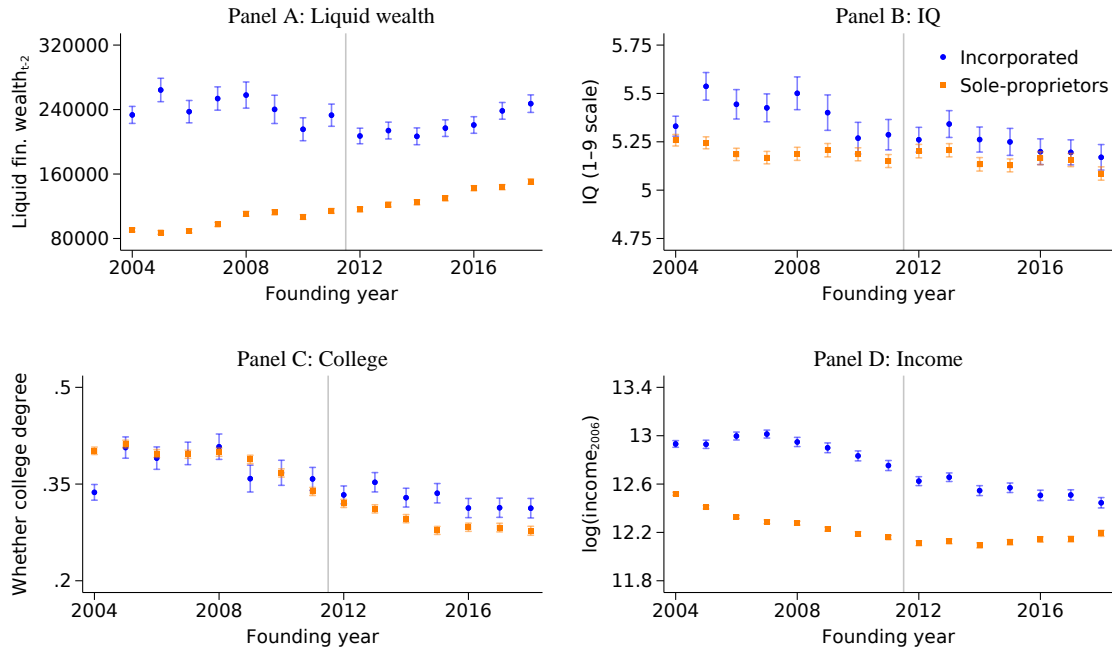 Panel A: Liquid wealth
Liquid fin. wealth_{t-2}
320000
240000
160000
80000
2004 2008 2012 2016
Founding year
Panel B: IQ
IQ (1–9 scale)
5.75
5.5
5.25
5
4.75
Incorporated
Sole-proprietors
2004 2008 2012 2016
Founding year
Panel C: College
Whether college degree
.5
.35
.2
2004 2008 2012 2016
Founding year
Panel D: Income
log(income_{2006})
13.4
13
12.6
12.2
11.8
2004 2008 2012 2016
Founding year